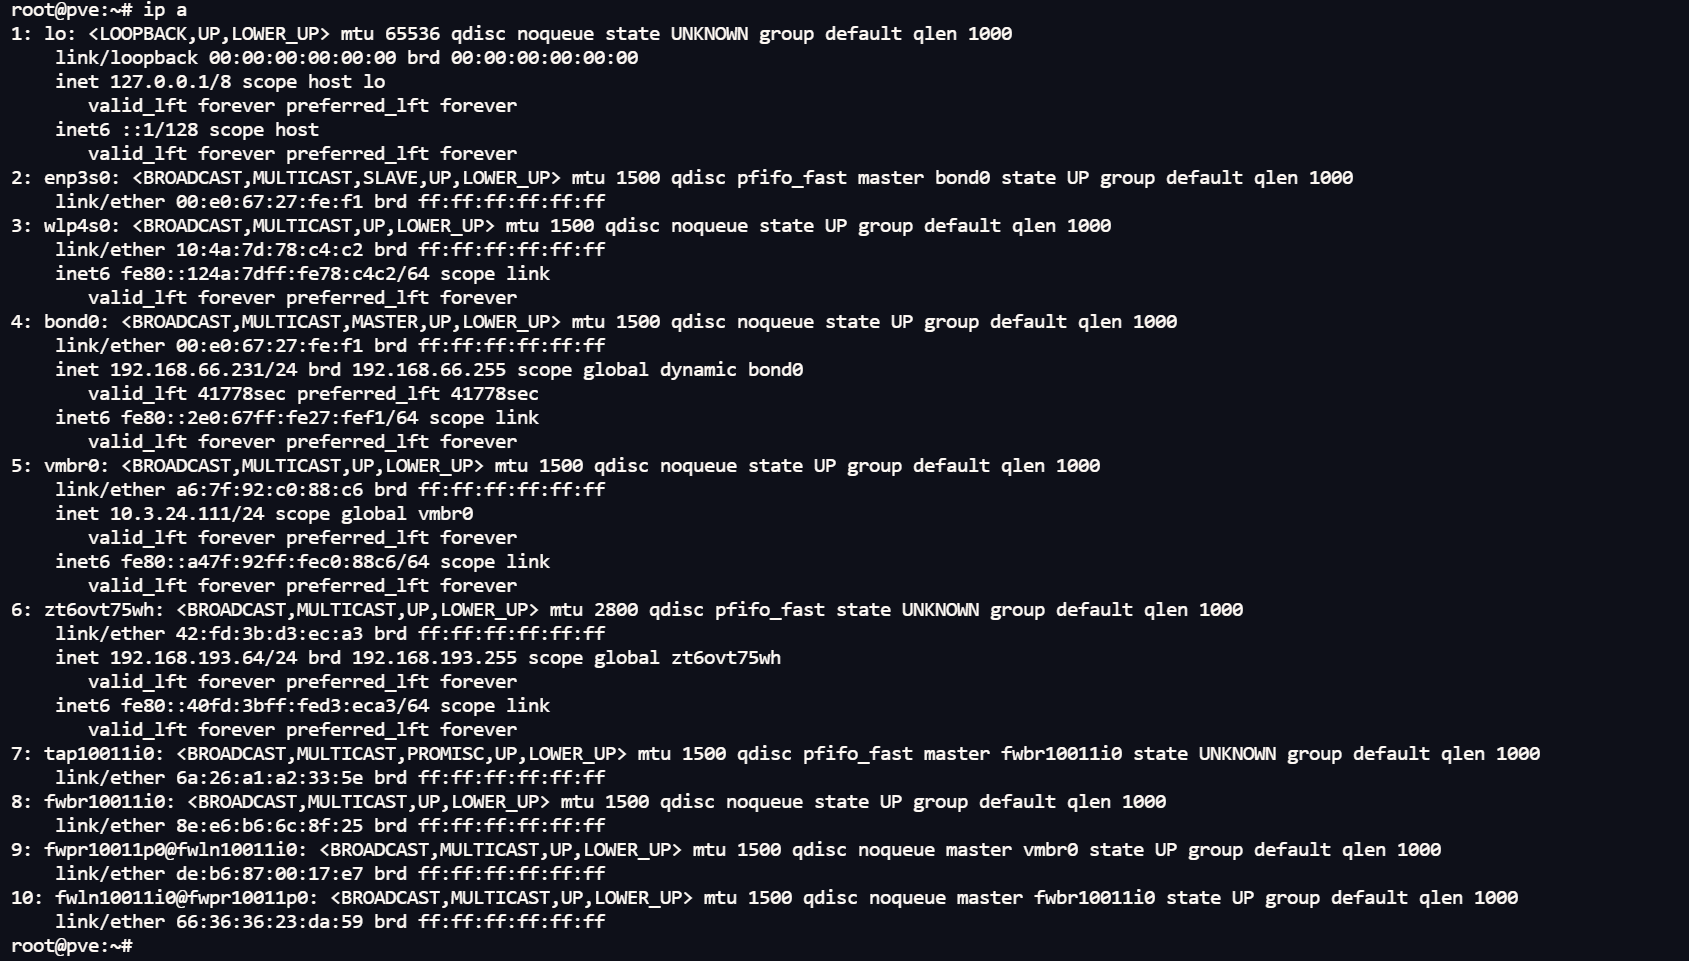 root@pve:~# ip a
1: lo: <LOOPBACK,UP,LOWER_UP> mtu 65536 qdisc noqueue state UNKNOWN group default qlen 1000
    link/loopback 00:00:00:00:00:00 brd 00:00:00:00:00:00
    inet 127.0.0.1/8 scope host lo
       valid_lft forever preferred_lft forever
    inet6 ::1/128 scope host
       valid_lft forever preferred_lft forever
2: enp3s0: <BROADCAST,MULTICAST,SLAVE,UP,LOWER_UP> mtu 1500 qdisc pfifo_fast master bond0 state UP group default qlen 1000
    link/ether 00:e0:67:27:fe:f1 brd ff:ff:ff:ff:ff:ff
3: wlp4s0: <BROADCAST,MULTICAST,UP,LOWER_UP> mtu 1500 qdisc noqueue state UP group default qlen 1000
    link/ether 10:4a:7d:78:c4:c2 brd ff:ff:ff:ff:ff:ff
    inet6 fe80::124a:7dff:fe78:c4c2/64 scope link
       valid_lft forever preferred_lft forever
4: bond0: <BROADCAST,MULTICAST,MASTER,UP,LOWER_UP> mtu 1500 qdisc noqueue state UP group default qlen 1000
    link/ether 00:e0:67:27:fe:f1 brd ff:ff:ff:ff:ff:ff
    inet 192.168.66.231/24 brd 192.168.66.255 scope global dynamic bond0
       valid_lft 41778sec preferred_lft 41778sec
    inet6 fe80::2e0:67ff:fe27:fef1/64 scope link
       valid_lft forever preferred_lft forever
5: vmbr0: <BROADCAST,MULTICAST,UP,LOWER_UP> mtu 1500 qdisc noqueue state UP group default qlen 1000
    link/ether a6:7f:92:c0:88:c6 brd ff:ff:ff:ff:ff:ff
    inet 10.3.24.111/24 scope global vmbr0
       valid_lft forever preferred_lft forever
    inet6 fe80::a47f:92ff:fec0:88c6/64 scope link
       valid_lft forever preferred_lft forever
6: zt6ovt75wh: <BROADCAST,MULTICAST,UP,LOWER_UP> mtu 2800 qdisc pfifo_fast state UNKNOWN group default qlen 1000
    link/ether 42:fd:3b:d3:ec:a3 brd ff:ff:ff:ff:ff:ff
    inet 192.168.193.64/24 brd 192.168.193.255 scope global zt6ovt75wh
       valid_lft forever preferred_lft forever
    inet6 fe80::40fd:3bff:fed3:eca3/64 scope link
       valid_lft forever preferred_lft forever
7: tap10011i0: <BROADCAST,MULTICAST,PROMISC,UP,LOWER_UP> mtu 1500 qdisc pfifo_fast master fwbr10011i0 state UNKNOWN group default qlen 1000
    link/ether 6a:26:a1:a2:33:5e brd ff:ff:ff:ff:ff:ff
8: fwbr10011i0: <BROADCAST,MULTICAST,UP,LOWER_UP> mtu 1500 qdisc noqueue state UP group default qlen 1000
    link/ether 8e:e6:b6:6c:8f:25 brd ff:ff:ff:ff:ff:ff
9: fwpr10011p0@fwln10011i0: <BROADCAST,MULTICAST,UP,LOWER_UP> mtu 1500 qdisc noqueue master vmbr0 state UP group default qlen 1000
    link/ether de:b6:87:00:17:e7 brd ff:ff:ff:ff:ff:ff
10: fwln10011i0@fwpr10011p0: <BROADCAST,MULTICAST,UP,LOWER_UP> mtu 1500 qdisc noqueue master fwbr10011i0 state UP group default qlen 1000
    link/ether 66:36:36:23:da:59 brd ff:ff:ff:ff:ff:ff
root@pve:~#